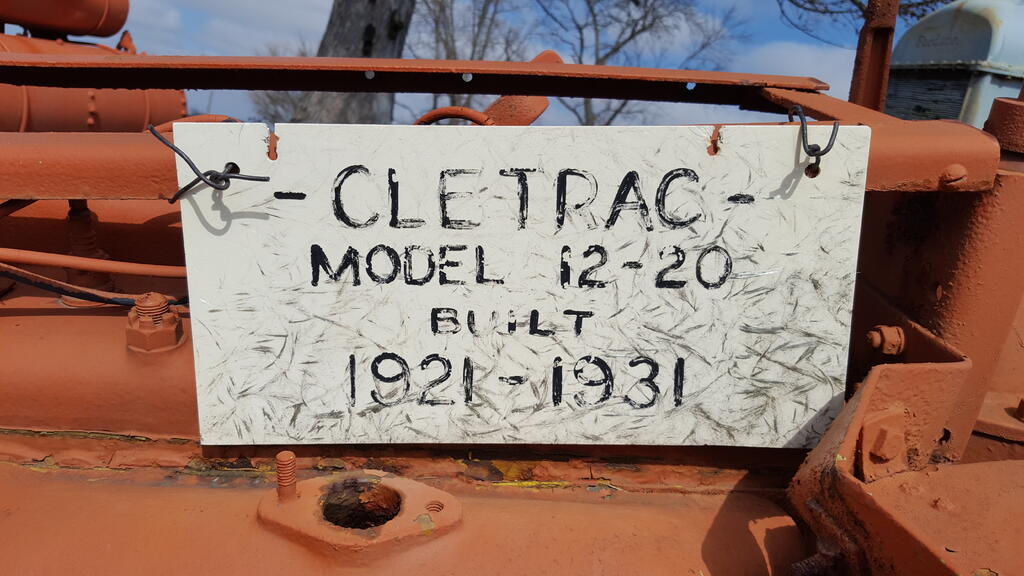 - CLETRAC -
MODEL 12-20
BUILT
1921-1931